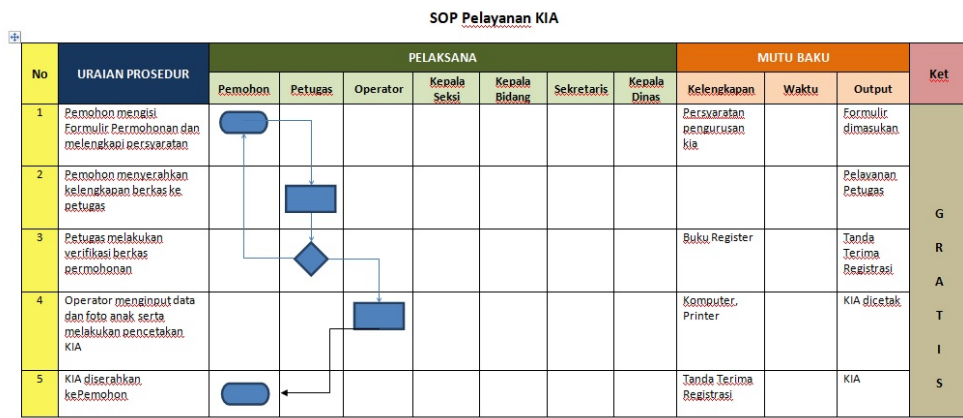 SOP Pelayanan KIA
No
URAIAN PROSEDUR
PELAKSANA
MUTU BAKU
Ket
Pemohon
Petugas
Operator
Kepala
Seksi
Kepala
Bidang
Sekretaris
Kepala
Dinas
Kelengkapan
Waktu
Output
1
Pemohon mengisi
Formulir Permohonan dan
melengkapi persyaratan
Persyaratan
pengurusan
kia
Formulir
dimasukan
2
Pemohon menyerahkan
kelengkapan berkas ke
petugas
Pelayanan
Petugas
3
Petugas melakukan
verifikasi berkas
permohonan
Buku Register
Tanda
Terima
Registrasi
4
Operator menginput data
dan foto anak serta
melakukan pencetakan
KIA
Komputer,
Printer
KIA dicetak
5
KIA diserahkan
kePemohon
Tanda Terima
Registrasi
KIA
G
R
A
T
I
S